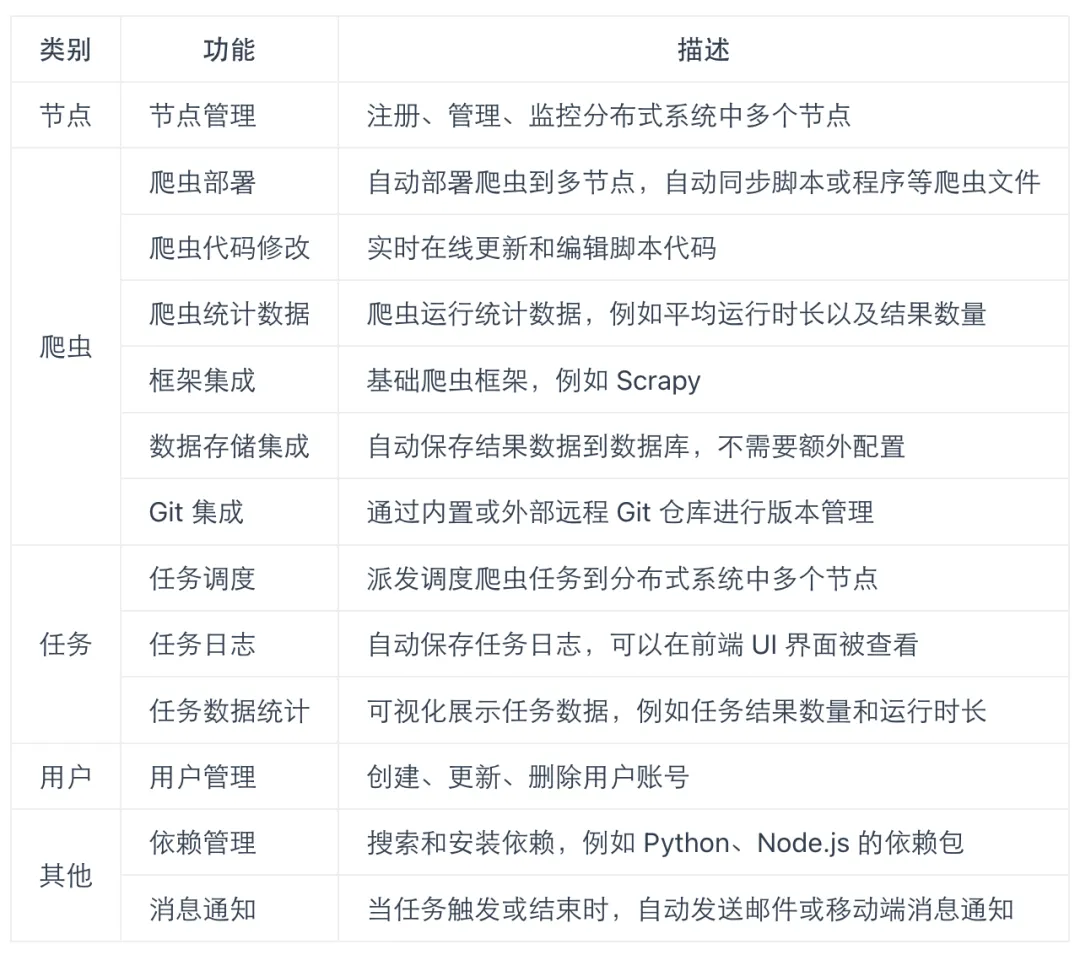 类别 功能 描述
节点 节点管理 注册、管理、监控分布式系统中多个节点
爬虫 爬虫部署 自动部署爬虫到多节点，自动同步脚本或程序等爬虫文件
爬虫代码修改 实时在线更新和编辑脚本代码
爬虫统计数据 爬虫运行统计数据，例如平均运行时长以及结果数量
框架集成 基础爬虫框架，例如 Scrapy
数据存储集成 自动保存结果数据到数据库，不需要额外配置
Git 集成 通过内置或外部远程 Git 仓库进行版本管理
任务 任务调度 派发调度爬虫任务到分布式系统中多个节点
任务日志 自动保存任务日志，可以在前端 UI 界面被查看
任务数据统计 可视化展示任务数据，例如任务结果数量和运行时长
用户 用户管理 创建、更新、删除用户账号
其他 依赖管理 搜索和安装依赖，例如 Python、Node.js 的依赖包
消息通知 当任务触发或结束时，自动发送邮件或移动端消息通知